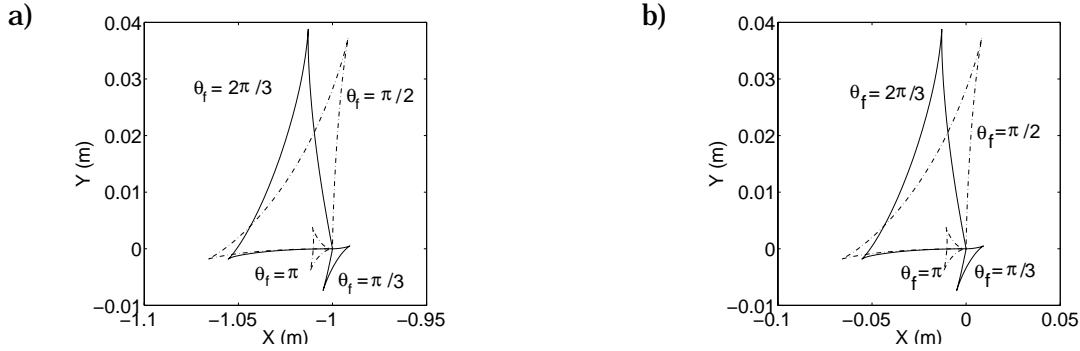 a)
0.04
0.03
0.02
0.01
0
−0.01
Y (m)
θf = 2π/3
θf = π/2
θf = π
θf = π/3
−1.1
−1.05
−1
−0.95
X (m)
b)
0.04
0.03
0.02
0.01
0
−0.01
Y (m)
θf = 2π/3
θf = π/2
θf = π
θf = π/3
−0.1
−0.05
0
0.05
X (m)